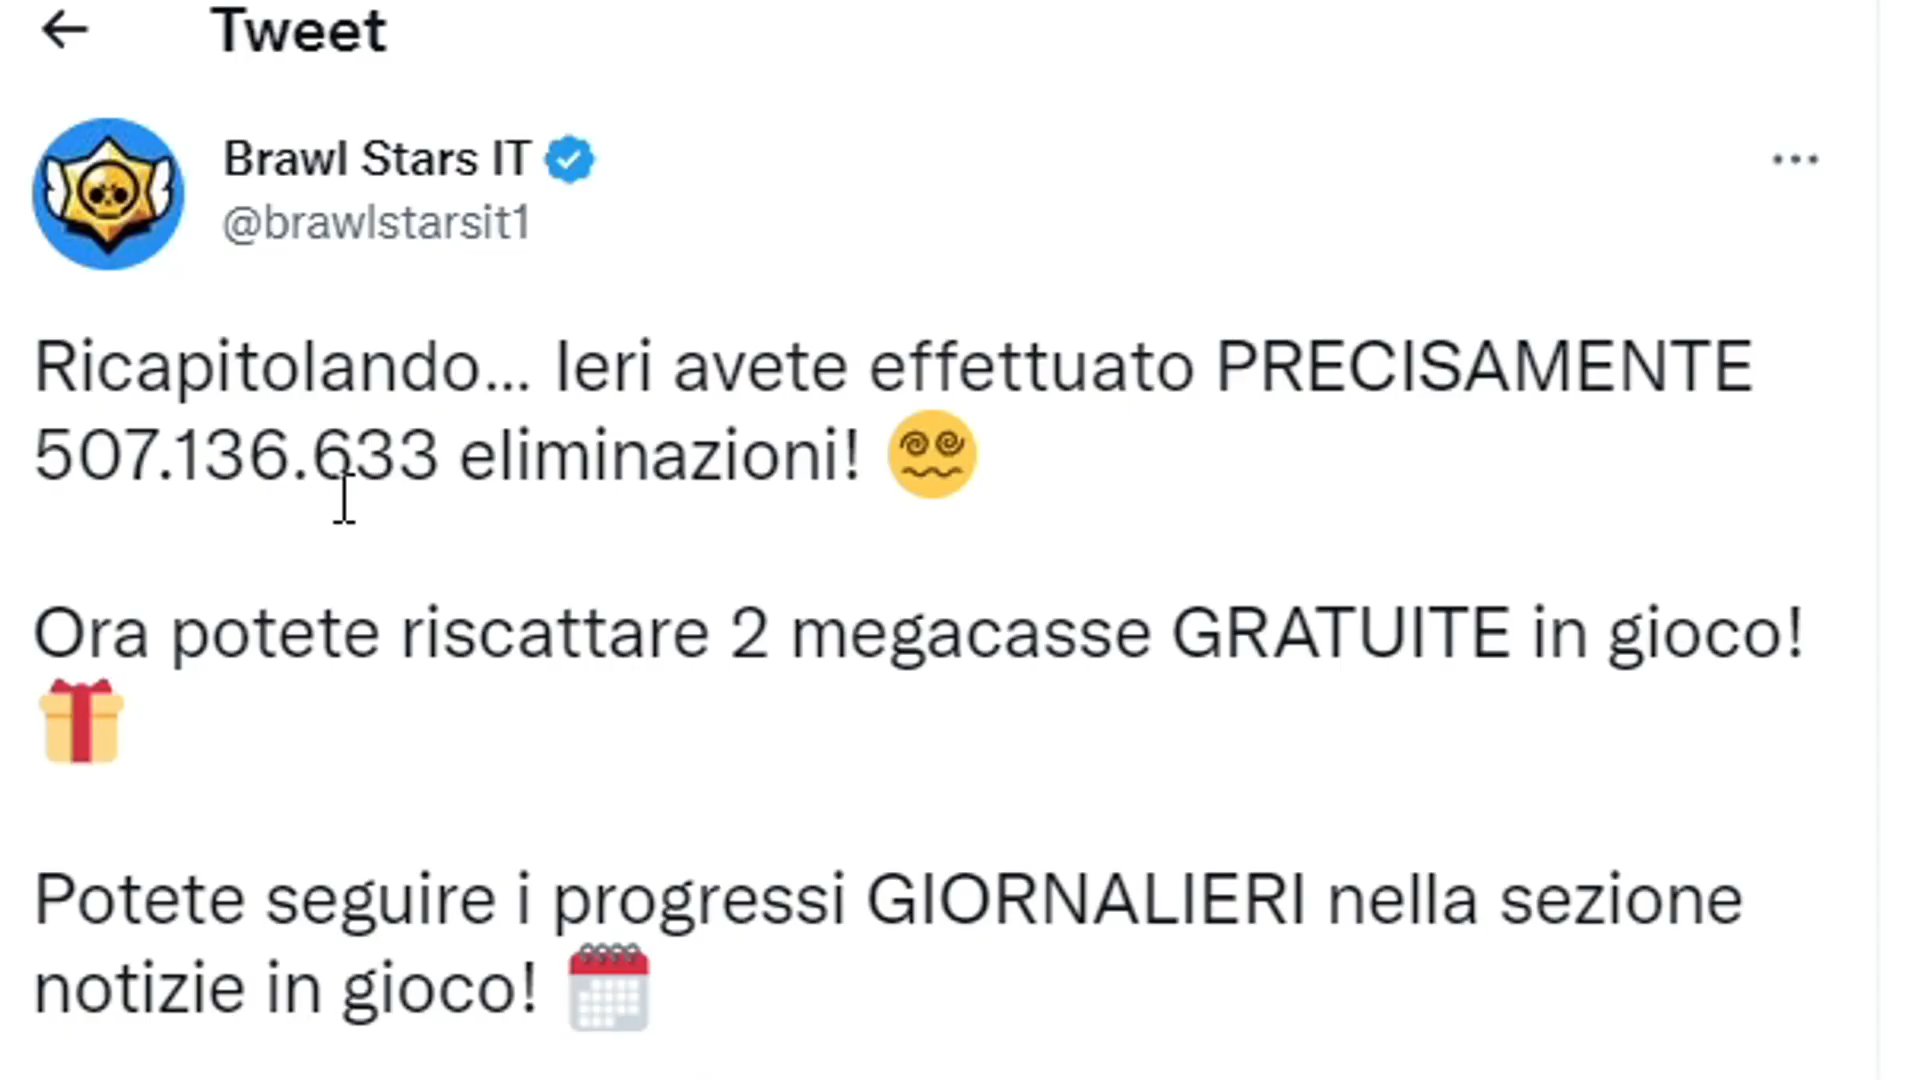 Tweet
Brawl Stars IT
@brawlstarsit1
Ricapitolando... Ieri avete effettuato PRECISAMENTE
507.136.633 eliminazioni! 😵‍💫
Ora potete riscattare 2 megacasse GRATUITE in gioco!
🎁
Potete seguire i progressi GIORNALIERI nella sezione
notizie in gioco! 🗓️